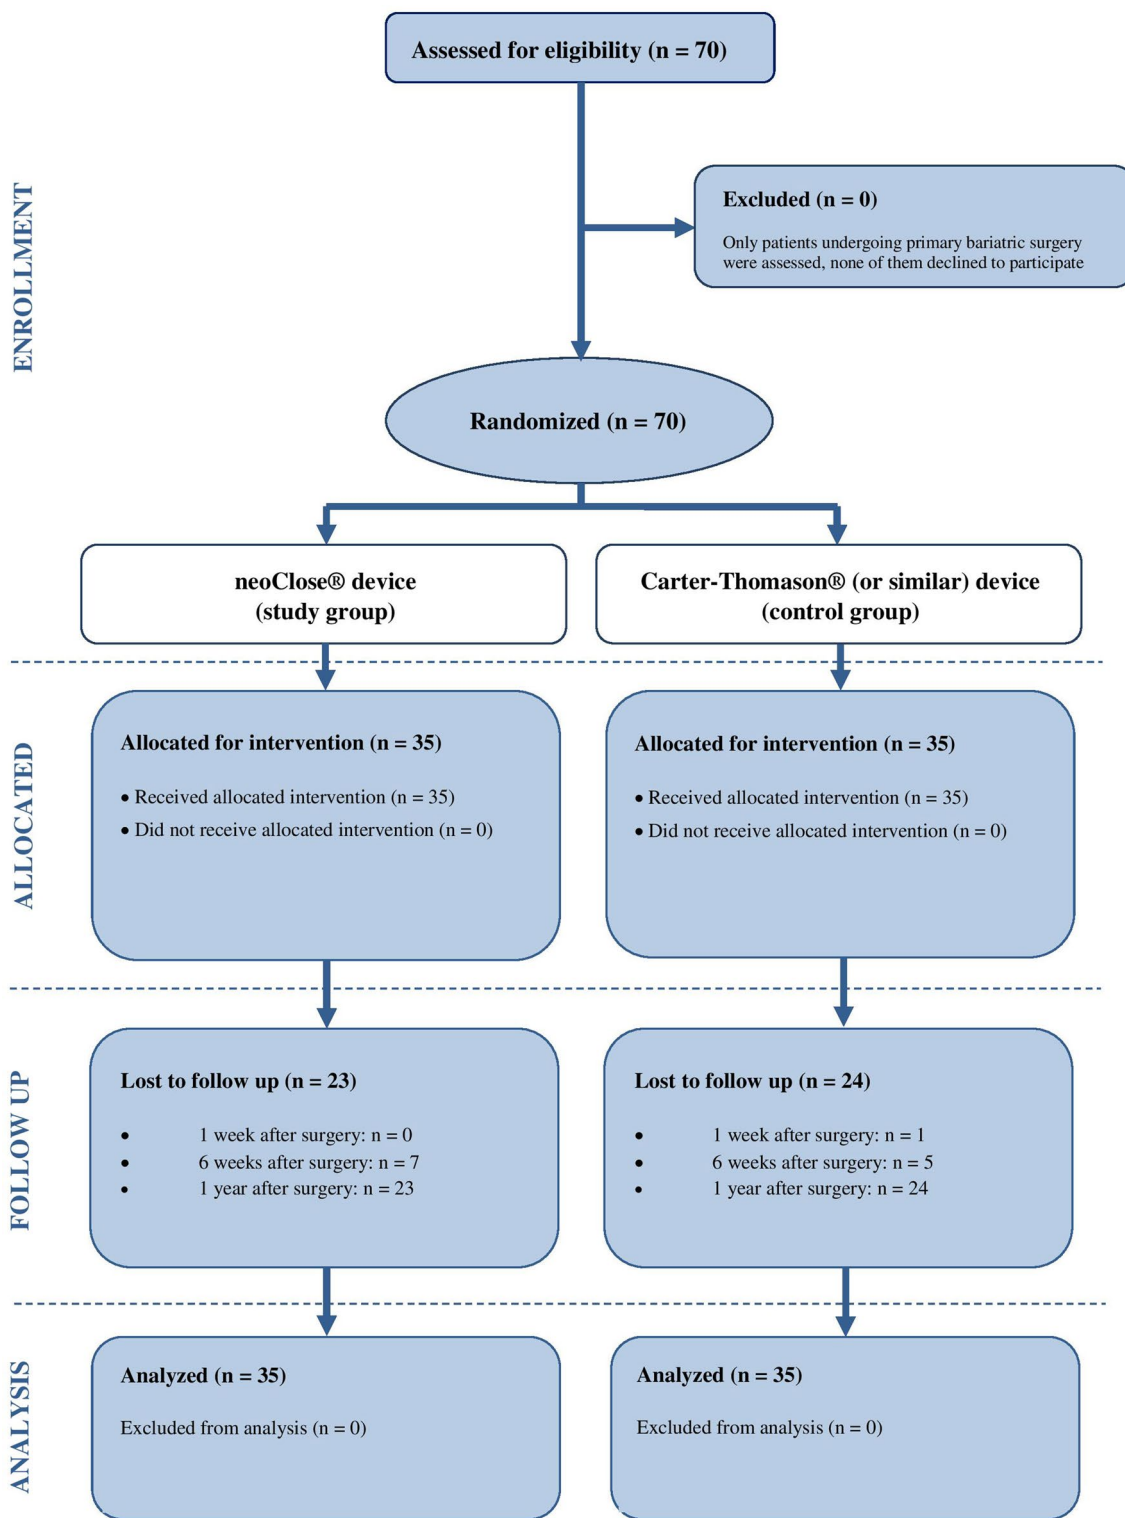 Assessed for eligibility (n = 70)
ENROLLMENT
Excluded (n = 0)
Only patients undergoing primary bariatric surgery
were assessed, none of them declined to participate
Randomized (n = 70)
neoClose® device
(study group)
Carter-Thomason® (or similar) device
(control group)
ALLOCATED
Allocated for intervention (n = 35)
• Received allocated intervention (n = 35)
• Did not receive allocated intervention (n = 0)
Allocated for intervention (n = 35)
• Received allocated intervention (n = 35)
• Did not receive allocated intervention (n = 0)
FOLLOW UP
Lost to follow up (n = 23)
• 1 week after surgery: n = 0
• 6 weeks after surgery: n = 7
• 1 year after surgery: n = 23
Lost to follow up (n = 24)
• 1 week after surgery: n = 1
• 6 weeks after surgery: n = 5
• 1 year after surgery: n = 24
ANALYSIS
Analyzed (n = 35)
Excluded from analysis (n = 0)
Analyzed (n = 35)
Excluded from analysis (n = 0)